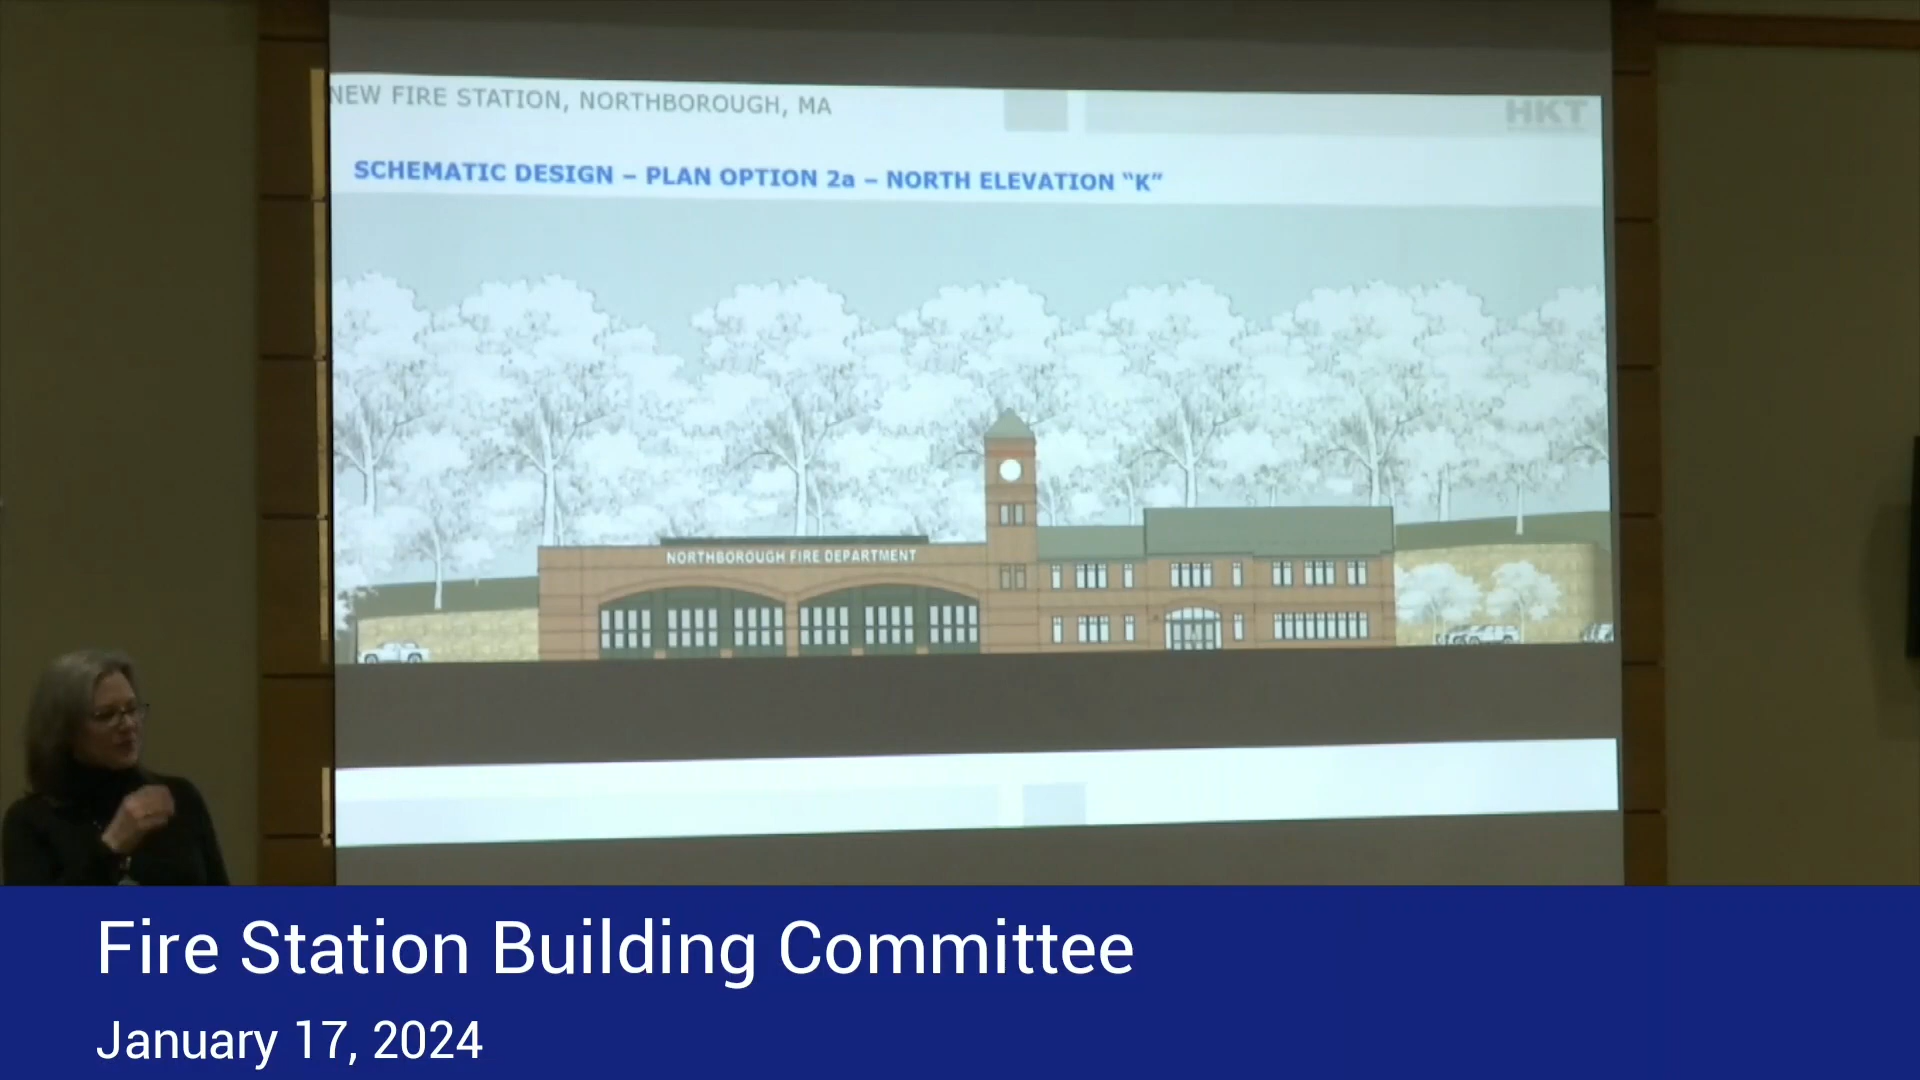 NEW FIRE STATION, NORTHBOROUGH, MA
HKT
SCHEMATIC DESIGN – PLAN OPTION 2a – NORTH ELEVATION “K”
NORTHBOROUGH FIRE DEPARTMENT
Fire Station Building Committee
January 17, 2024